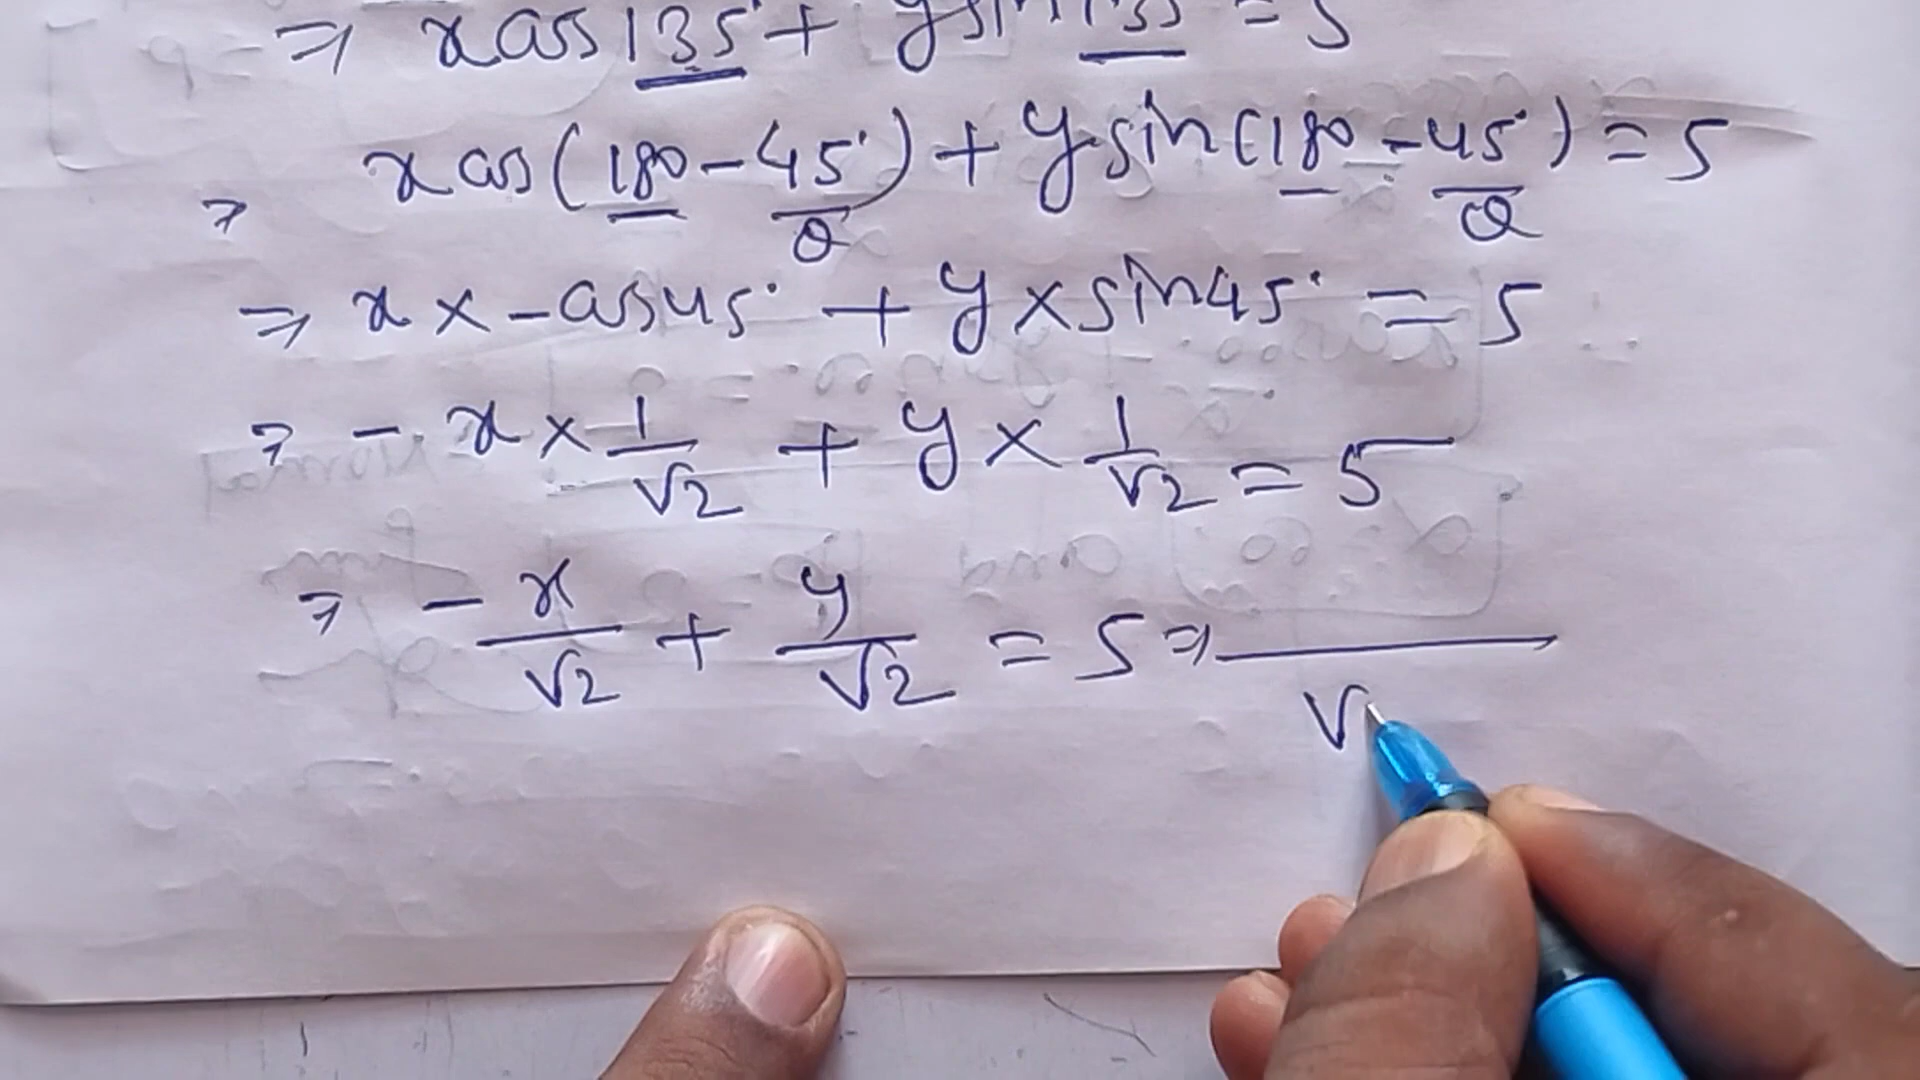 ⇒ x cos 135° + y sin 135 = 5
⇒ x cos (180 - 45°) + y sin (180 - 45°) = 5
θ θ
⇒ x × - cos 45° + y × sin 45° = 5
⇒ - x × 1/√2 + y × 1/√2 = 5
⇒ - x/√2 + y/√2 = 5 ⇒ /√